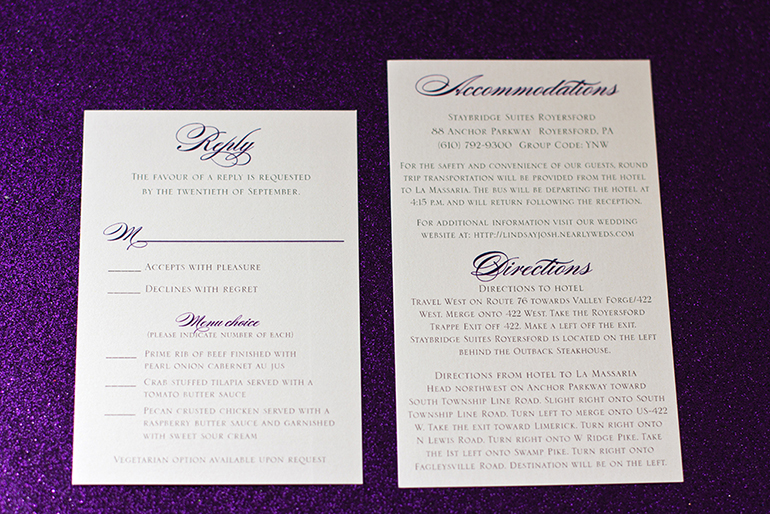 Reply
The favour of a reply is requested
by the twentieth of September.
M
Accepts with pleasure
Declines with regret
Menu choice
(please indicate number of each)
Prime rib of beef finished with
pearl onion cabernet au jus
Crab stuffed tilapia served with a
tomato butter sauce
Pecan crusted chicken served with a
raspberry butter sauce and garnished
with sweet sour cream
Vegetarian option available upon request
Accommodations
Staybridge Suites Royersford
88 Anchor Parkway Royersford, PA
(610) 792-9300 Group Code: YNW
For the safety and convenience of our guests, round
trip transportation will be provided from the hotel
to La Massaria. The bus will be departing the hotel at
4:15 p.m. and will return following the reception.
For additional information visit our wedding
website at: http://lindsayjosh.nearlyweds.com
Directions
Directions to hotel
Travel West on Route 76 towards Valley Forge/422
West. Merge onto 422 West. Take the Royersford
Trappe Exit off 422. Make a left off the exit.
Staybridge Suites Royersford is located on the left
behind the Outback Steakhouse.
Directions from hotel to La Massaria
Head northwest on Anchor Parkway toward
South Township Line Road. Slight right onto South
Township Line Road. Turn left to merge onto US-422
W. Take the exit toward Limerick. Turn right onto
N Lewis Road. Turn right onto W Ridge Pike. Take
the 1st left onto Swamp Pike. Turn right onto
Fagleysville Road. Destination will be on the left.